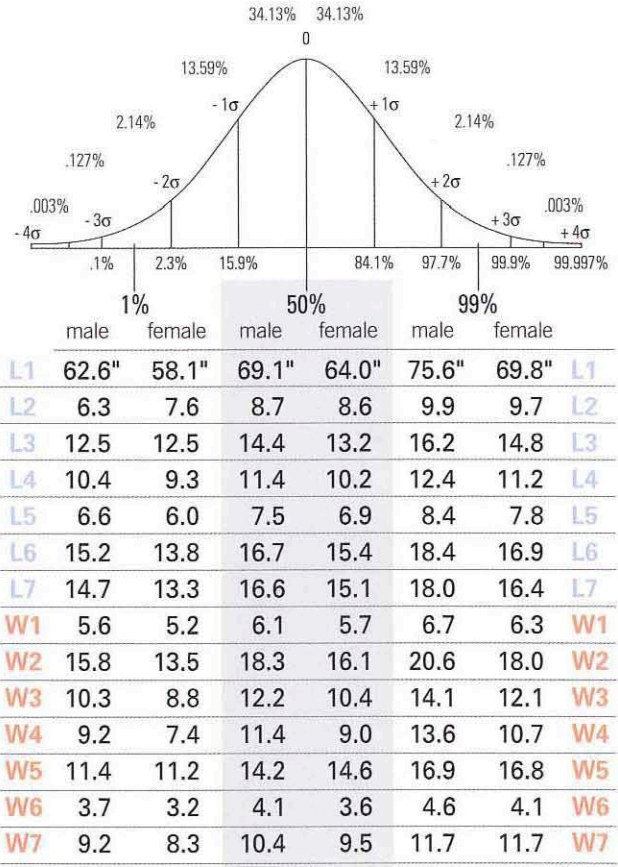 34.13% 34.13%
0
13.59% 13.59%
- 1σ + 1σ
2.14% 2.14%
.127% .127%
- 2σ + 2σ
.003% .003%
- 3σ + 3σ
- 4σ + 4σ
.1% 2.3% 15.9% 84.1% 97.7% 99.9% 99.997%
1% 50% 99%
male female male female male female
L1 62.6" 58.1" 69.1" 64.0" 75.6" 69.8" L1
L2 6.3 7.6 8.7 8.6 9.9 9.7 L2
L3 12.5 12.5 14.4 13.2 16.2 14.8 L3
L4 10.4 9.3 11.4 10.2 12.4 11.2 L4
L5 6.6 6.0 7.5 6.9 8.4 7.8 L5
L6 15.2 13.8 16.7 15.4 18.4 16.9 L6
L7 14.7 13.3 16.6 15.1 18.0 16.4 L7
W1 5.6 5.2 6.1 5.7 6.7 6.3 W1
W2 15.8 13.5 18.3 16.1 20.6 18.0 W2
W3 10.3 8.8 12.2 10.4 14.1 12.1 W3
W4 9.2 7.4 11.4 9.0 13.6 10.7 W4
W5 11.4 11.2 14.2 14.6 16.9 16.8 W5
W6 3.7 3.2 4.1 3.6 4.6 4.1 W6
W7 9.2 8.3 10.4 9.5 11.7 11.7 W7